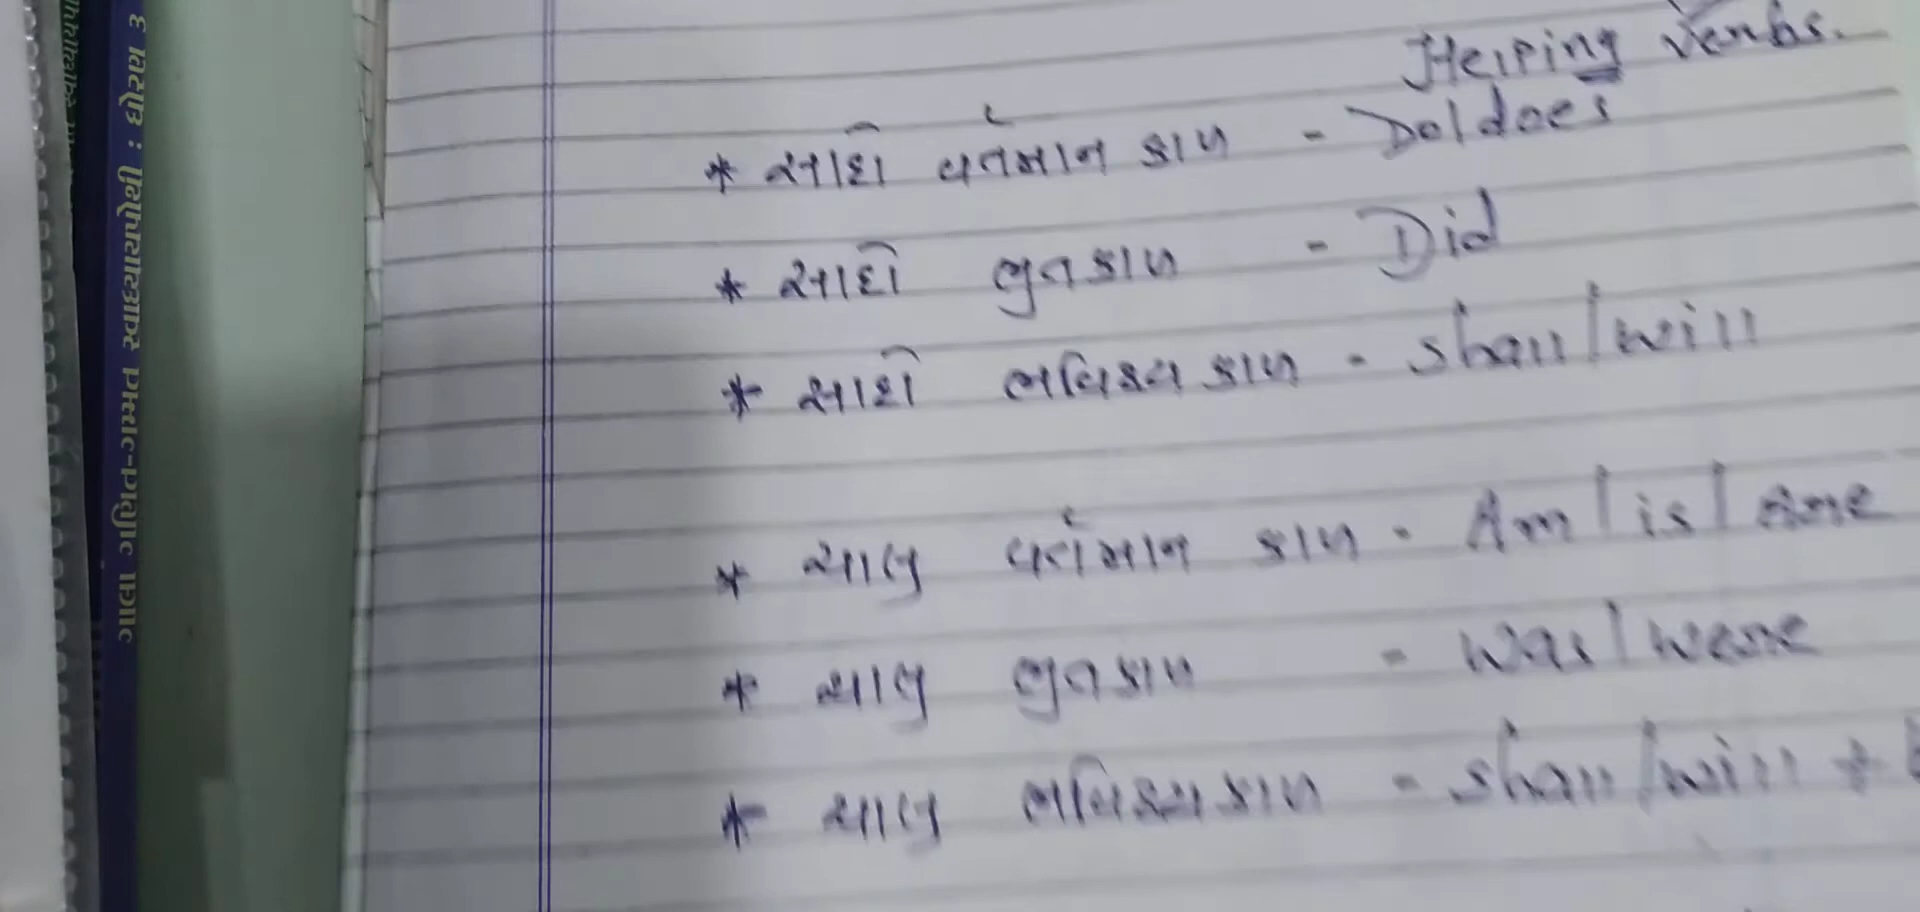 Helping Verbs.
* સાદો વર્તમાન કાળ - Do/does
* સાદો ભુતકાળ - Did
* સાદો ભવિષ્ય કાળ - shall/will
* ચાલુ વર્તમાન કાળ - Am/is/are
* ચાલુ ભુતકાળ - was/were
* ચાલુ ભવિષ્યકાળ - shall/will +